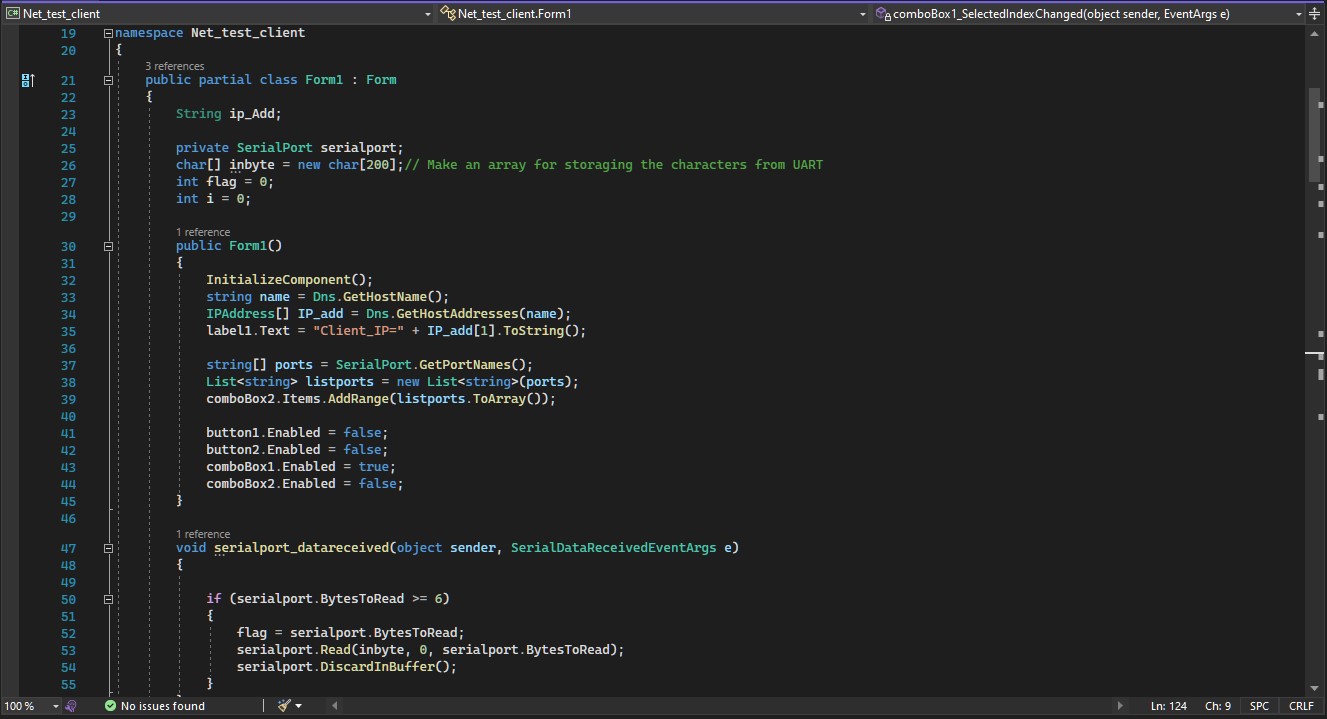 Net_test_client Net_test_client.Form1 comboBox1_SelectedIndexChanged(object sender, EventArgs e)
19 namespace Net_test_client
20 {
3 references
21 public partial class Form1 : Form
22 {
23 String ip_Add;
24
25 private SerialPort serialport;
26 char[] inbyte = new char[200];// Make an array for storaging the characters from UART
27 int flag = 0;
28 int i = 0;
29
1 reference
30 public Form1()
31 {
32 InitializeComponent();
33 string name = Dns.GetHostName();
34 IPAddress[] IP_add = Dns.GetHostAddresses(name);
35 label1.Text = "Client_IP=" + IP_add[1].ToString();
36
37 string[] ports = SerialPort.GetPortNames();
38 List<string> listports = new List<string>(ports);
39 comboBox2.Items.AddRange(listports.ToArray());
40
41 button1.Enabled = false;
42 button2.Enabled = false;
43 comboBox1.Enabled = true;
44 comboBox2.Enabled = false;
45 }
46
1 reference
47 void serialport_datareceived(object sender, SerialDataReceivedEventArgs e)
48 {
49
50 if (serialport.BytesToRead >= 6)
51 {
52 flag = serialport.BytesToRead;
53 serialport.Read(inbyte, 0, serialport.BytesToRead);
54 serialport.DiscardInBuffer();
55 }
100 % No issues found Ln: 124 Ch: 9 SPC CRLF